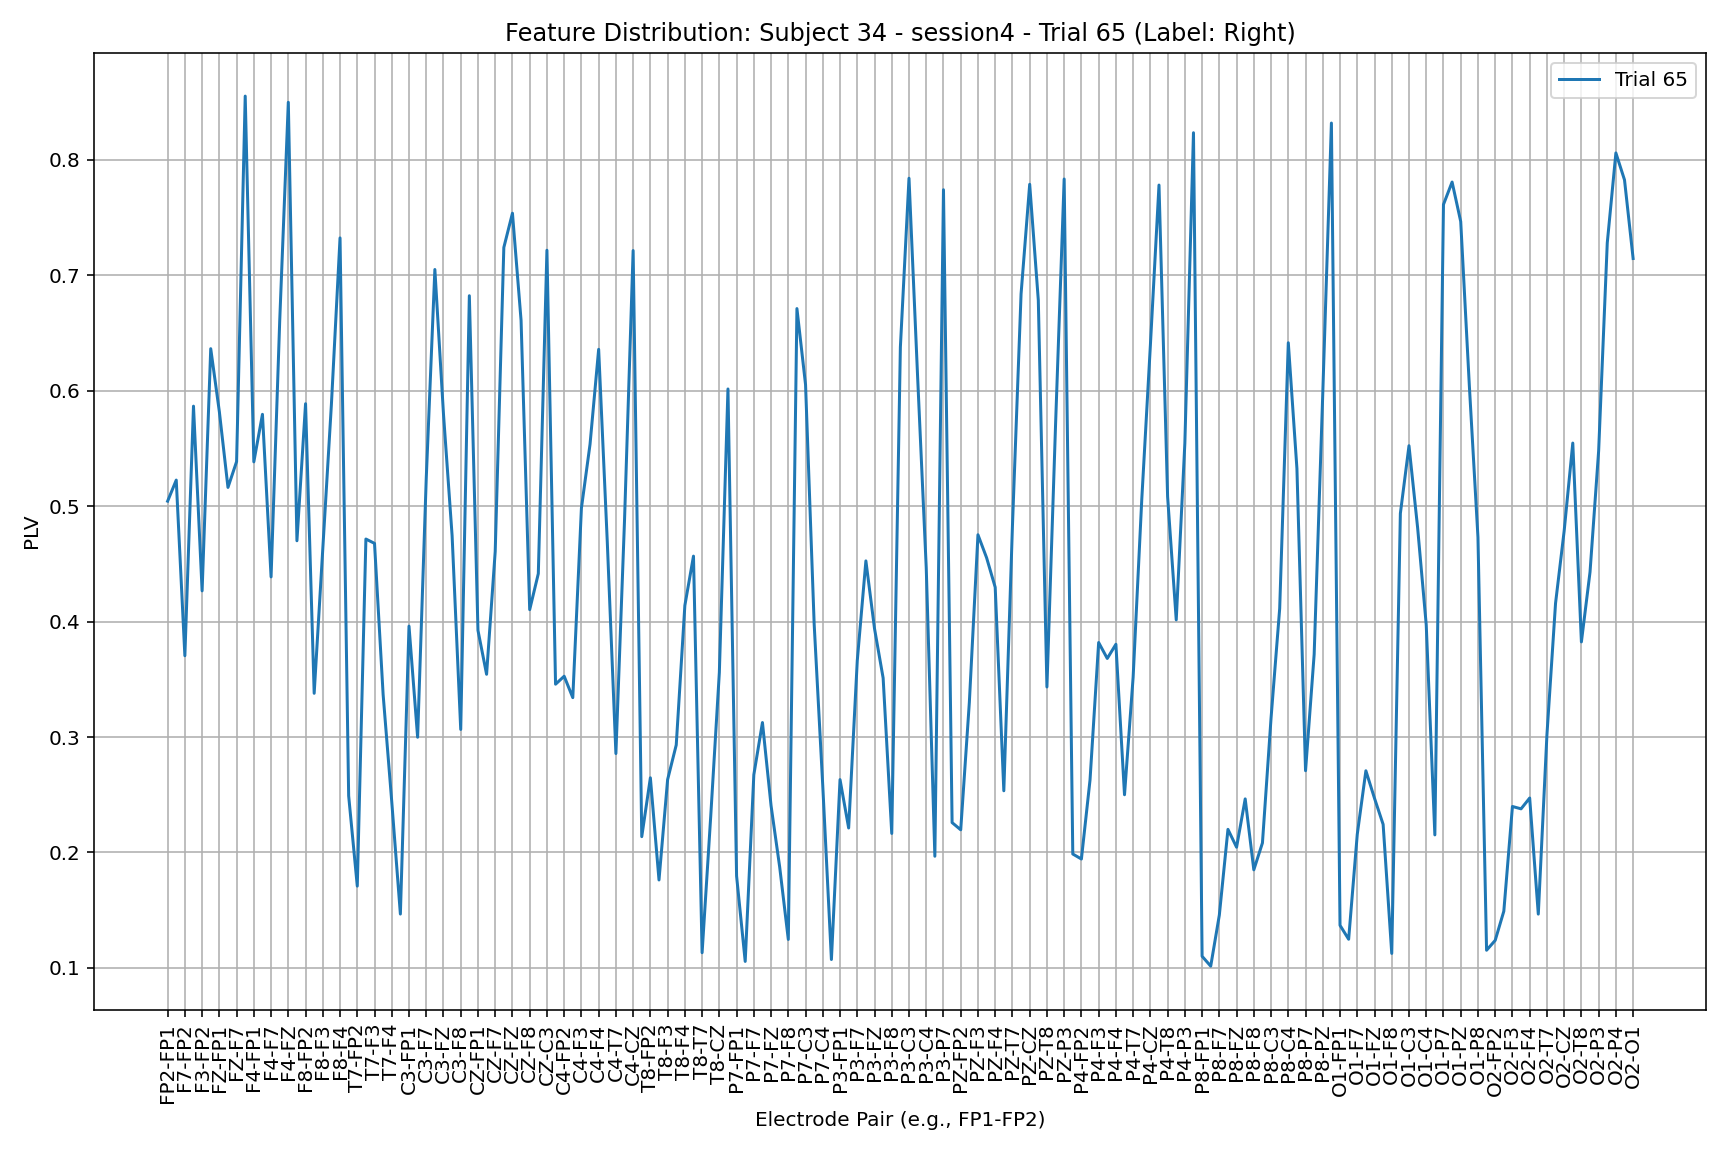 Feature Distribution: Subject 34 - session4 - Trial 65 (Label: Right)
Trial 65
PLV
0.8
0.7
0.6
0.5
0.4
0.3
0.2
0.1
FP2-FP1
F7-FP2
F3-FP2
FZ-FP1
FZ-F7
F4-FP1
F4-F7
F4-FZ
F8-FP2
F8-F3
F8-F4
T7-FP2
T7-F3
T7-F4
C3-FP1
C3-F7
C3-FZ
C3-F8
CZ-FP1
CZ-F7
CZ-FZ
CZ-F8
CZ-C3
C4-FP2
C4-F3
C4-F4
C4-T7
C4-CZ
T8-FP2
T8-F3
T8-F4
T8-T7
T8-CZ
P7-FP1
P7-F7
P7-FZ
P7-F8
P7-C3
P7-C4
P3-FP1
P3-F7
P3-FZ
P3-F8
P3-C3
P3-C4
P3-P7
PZ-FP2
PZ-F3
PZ-F4
PZ-T7
PZ-CZ
PZ-T8
PZ-P3
P4-FP2
P4-F3
P4-F4
P4-T7
P4-CZ
P4-T8
P4-P3
P8-FP1
P8-F7
P8-FZ
P8-F8
P8-C3
P8-C4
P8-P7
P8-PZ
O1-FP1
O1-F7
O1-FZ
O1-F8
O1-C3
O1-C4
O1-P7
O1-PZ
O1-P8
O2-FP2
O2-F3
O2-F4
O2-T7
O2-CZ
O2-T8
O2-P3
O2-P4
O2-O1
Electrode Pair (e.g., FP1-FP2)